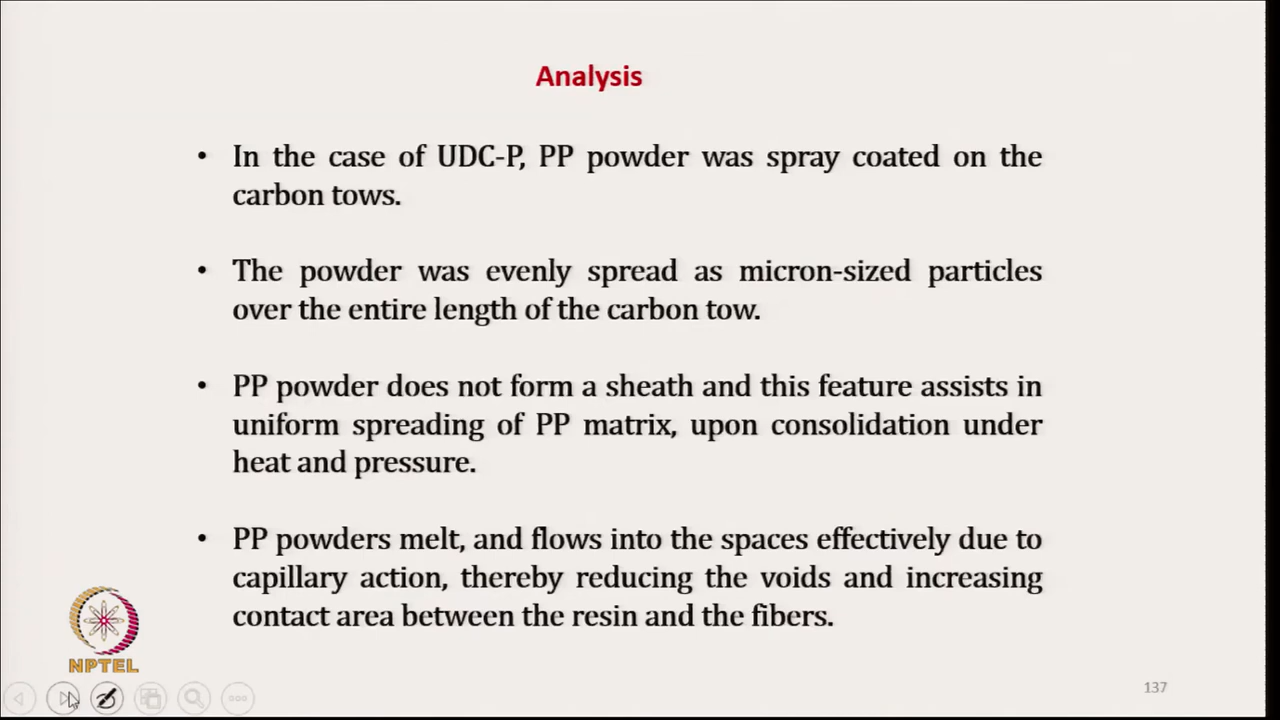 Analysis
• In the case of UDC-P, PP powder was spray coated on the
carbon tows.
• The powder was evenly spread as micron-sized particles
over the entire length of the carbon tow.
• PP powder does not form a sheath and this feature assists in
uniform spreading of PP matrix, upon consolidation under
heat and pressure.
• PP powders melt, and flows into the spaces effectively due to
capillary action, thereby reducing the voids and increasing
contact area between the resin and the fibers.
NPTEL
137